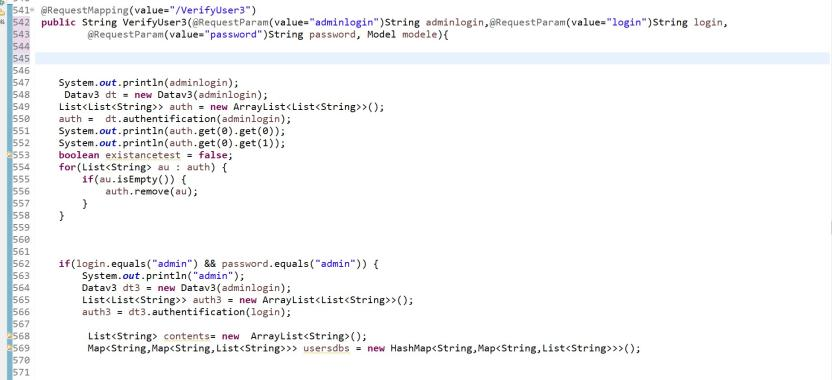 541 @RequestMapping(value="/VerifyUser3")
542 public String VerifyUser3(@RequestParam(value="adminlogin")String adminlogin,@RequestParam(value="login")String login,
543 @RequestParam(value="password")String password, Model modele){
544
545
546
547 System.out.println(adminlogin);
548 Datav3 dt = new Datav3(adminlogin);
549 List<List<String>> auth = new ArrayList<List<String>>();
550 auth = dt.authentification(adminlogin);
551 System.out.println(auth.get(0).get(0));
552 System.out.println(auth.get(0).get(1));
553 boolean existancetest = false;
554 for(List<String> au : auth) {
555 if(au.isEmpty()) {
556 auth.remove(au);
557 }
558 }
559
560
561
562 if(login.equals("admin") && password.equals("admin")) {
563 System.out.println("admin");
564 Datav3 dt3 = new Datav3(adminlogin);
565 List<List<String>> auth3 = new ArrayList<List<String>>();
566 auth3 = dt3.authentification(login);
567
568 List<String> contents= new ArrayList<String>();
569 Map<String,Map<String,List<String>>> usersdbs = new HashMap<String,Map<String,List<String>>>();
570
571